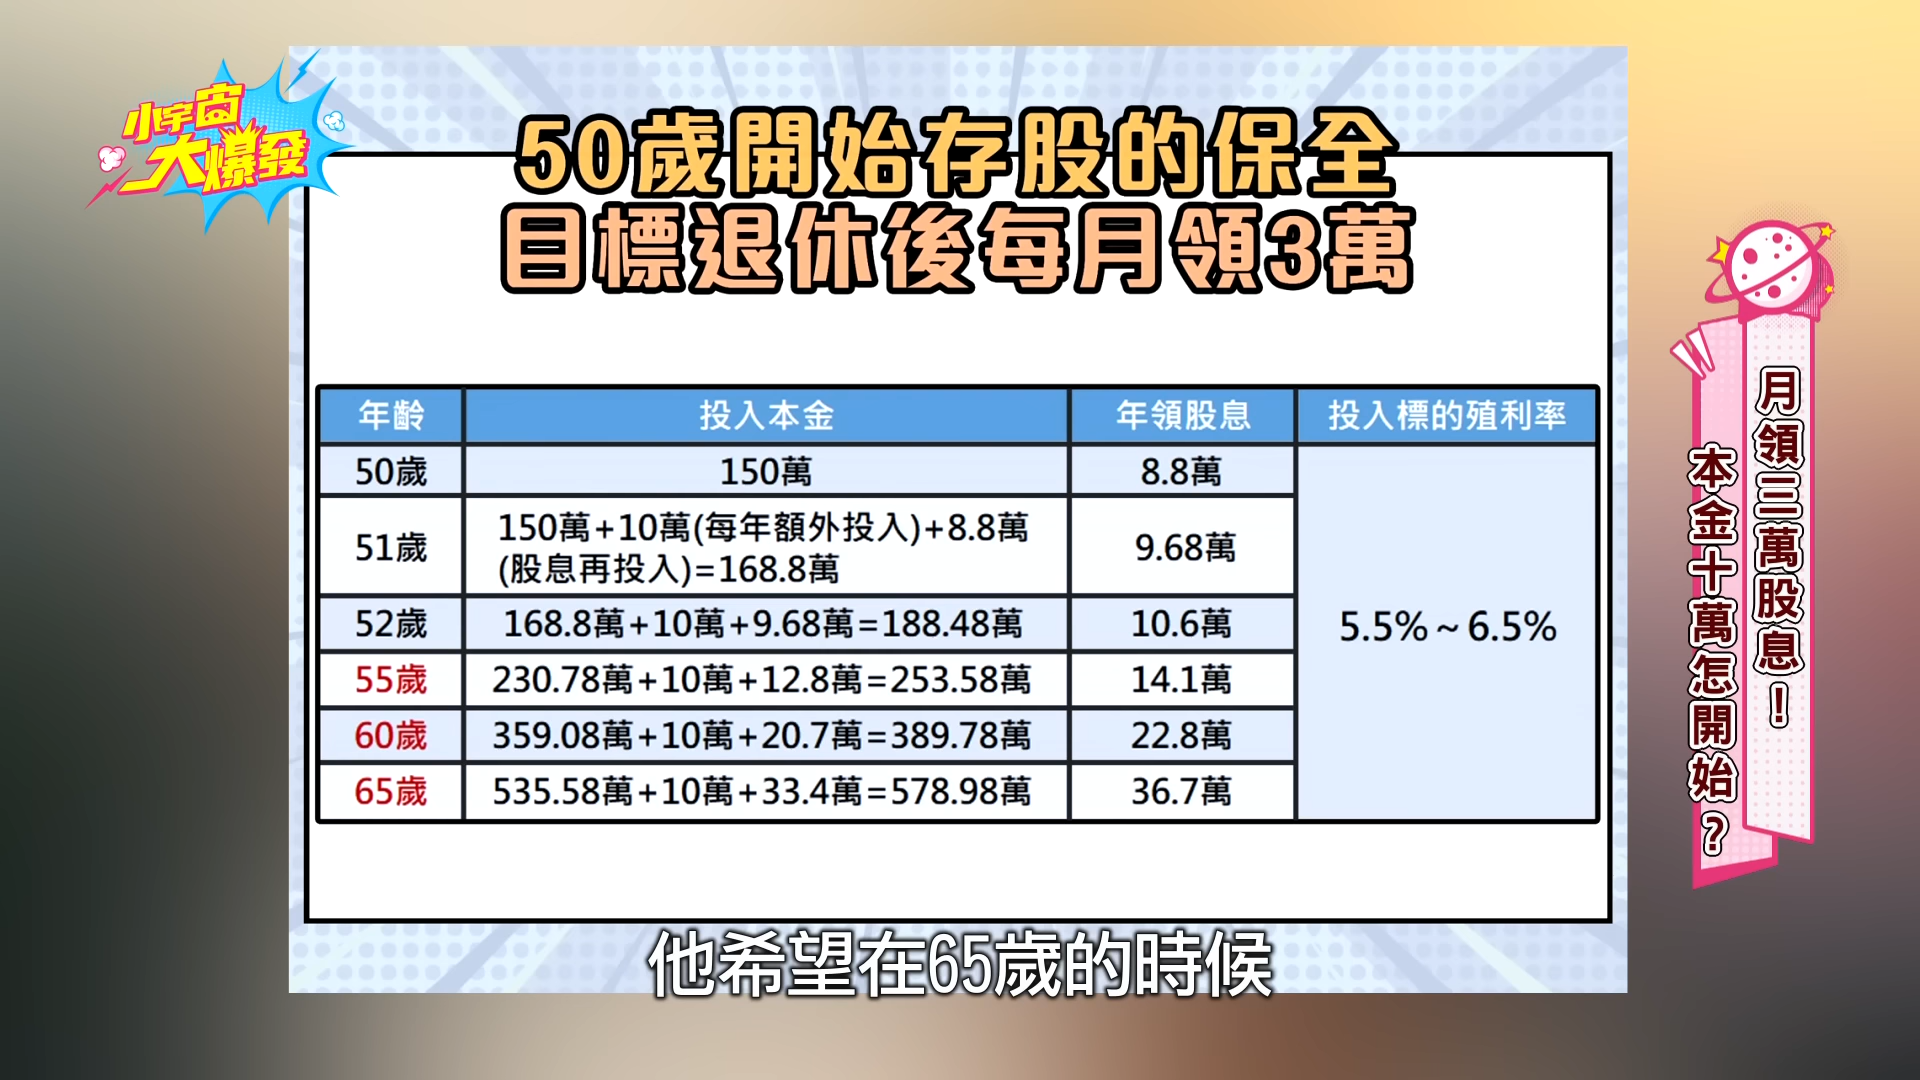 小宇宙
大爆發
50歲開始存股的保全
目標退休後每月領3萬
年齡 投入本金 年領股息 投入標的殖利率
50歲 150萬 8.8萬
51歲 150萬+10萬(每年額外投入)+8.8萬
(股息再投入)=168.8萬 9.68萬
52歲 168.8萬+10萬+9.68萬=188.48萬 10.6萬
5.5%~6.5%
55歲 230.78萬+10萬+12.8萬=253.58萬 14.1萬
60歲 359.08萬+10萬+20.7萬=389.78萬 22.8萬
65歲 535.58萬+10萬+33.4萬=578.98萬 36.7萬
月領三萬股息！
本金十萬怎開始？
他希望在65歲的時候